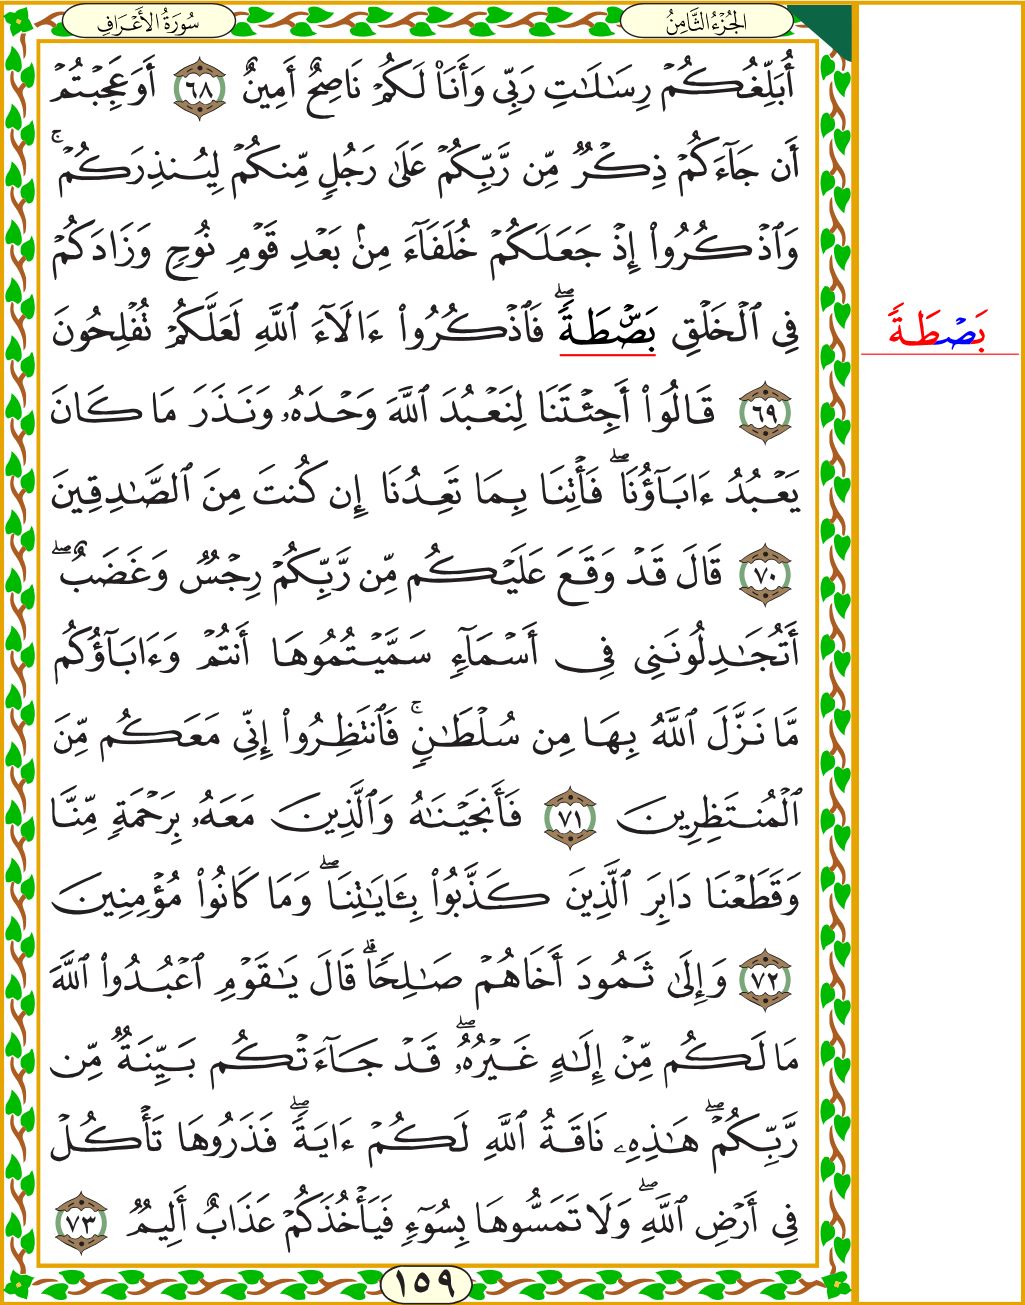 سُورَةُ الأَعْرَافِ
الجُزْءُ الثَّامِنُ
أُبَلِّغُكُمْ رِسَـٰلَـٰتِ رَبِّى وَأَنَا۠ لَكُمْ نَاصِحٌ أَمِينٌ ٦٨ أَوَعَجِبْتُمْ
أَن جَآءَكُمْ ذِكْرٌ مِّن رَّبِّكُمْ عَلَىٰ رَجُلٍ مِّنكُمْ لِيُنذِرَكُمْ ۚ
وَٱذْكُرُوا۟ إِذْ جَعَلَكُمْ خُلَفَآءَ مِنۢ بَعْدِ قَوْمِ نُوحٍ وَزَادَكُمْ
فِى ٱلْخَلْقِ بَصْۜطَةً ۖ فَٱذْكُرُوٓا۟ ءَالَآءَ ٱللَّهِ لَعَلَّكُمْ تُفْلِحُونَ
بَصْطَةً
٦٩ قَالُوٓا۟ أَجِئْتَنَا لِنَعْبُدَ ٱللَّهَ وَحْدَهُۥ وَنَذَرَ مَا كَانَ
يَعْبُدُ ءَابَآؤُنَا ۖ فَأْتِنَا بِمَا تَعِدُنَآ إِن كُنتَ مِنَ ٱلصَّـٰدِقِينَ
٧٠ قَالَ قَدْ وَقَعَ عَلَيْكُم مِّن رَّبِّكُمْ رِجْسٌ وَغَضَبٌ ۖ
أَتُجَـٰدِلُونَنِى فِىٓ أَسْمَآءٍ سَمَّيْتُمُوهَآ أَنتُمْ وَءَابَآؤُكُم
مَّا نَزَّلَ ٱللَّهُ بِهَا مِن سُلْطَـٰنٍ ۚ فَٱنتَظِرُوٓا۟ إِنِّى مَعَكُم مِّنَ
ٱلْمُنتَظِرِينَ ٧١ فَأَنجَيْنَـٰهُ وَٱلَّذِينَ مَعَهُۥ بِرَحْمَةٍ مِّنَّا
وَقَطَعْنَا دَابِرَ ٱلَّذِينَ كَذَّبُوا۟ بِـَٔايَـٰتِنَا ۖ وَمَا كَانُوا۟ مُؤْمِنِينَ
٧٢ وَإِلَىٰ ثَمُودَ أَخَاهُمْ صَـٰلِحًا ۗ قَالَ يَـٰقَوْمِ ٱعْبُدُوا۟ ٱللَّهَ
مَا لَكُم مِّنْ إِلَـٰهٍ غَيْرُهُۥ ۖ قَدْ جَآءَتْكُم بَيِّنَةٌ مِّن
رَّبِّكُمْ ۖ هَـٰذِهِۦ نَاقَةُ ٱللَّهِ لَكُمْ ءَايَةً ۖ فَذَرُوهَا تَأْكُلْ
فِىٓ أَرْضِ ٱللَّهِ ۖ وَلَا تَمَسُّوهَا بِسُوٓءٍ فَيَأْخُذَكُمْ عَذَابٌ أَلِيمٌ ٧٣
١٥٩